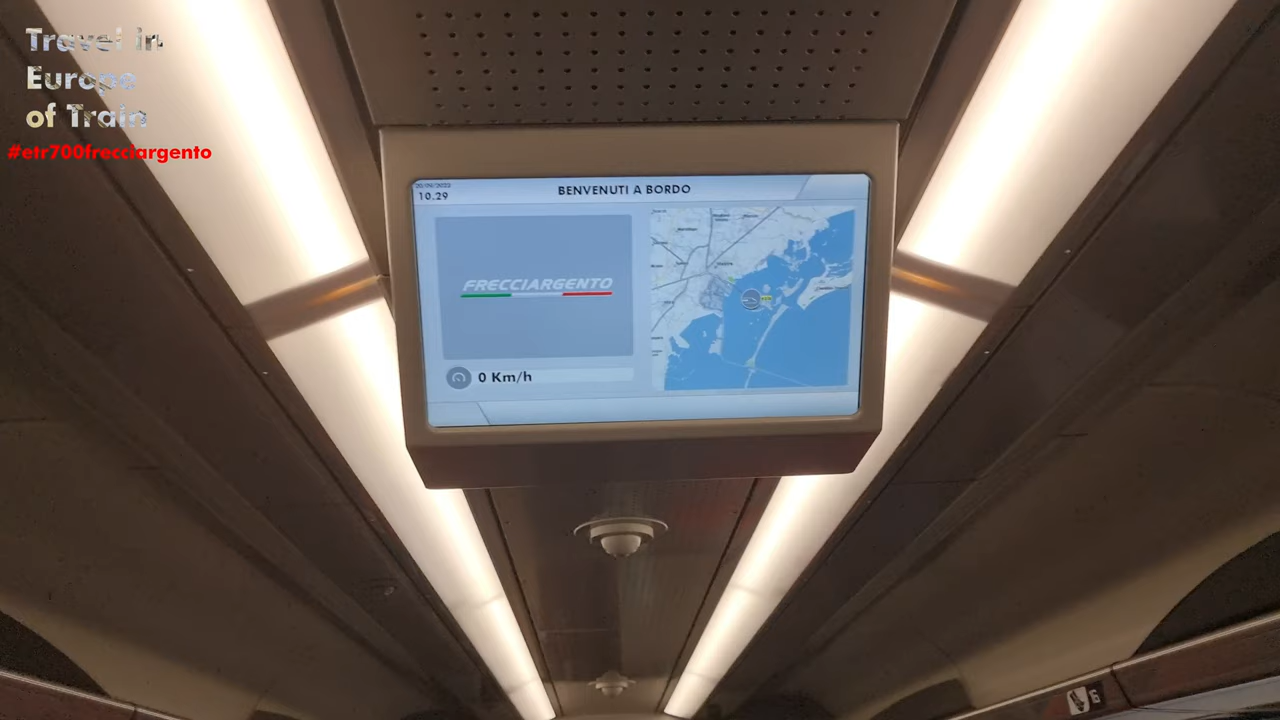 Travel in
Europe
of Train
#etr700frecciargento
BENVENUTI A BORDO
10.29
FRECCIARGENTO
0 Km/h